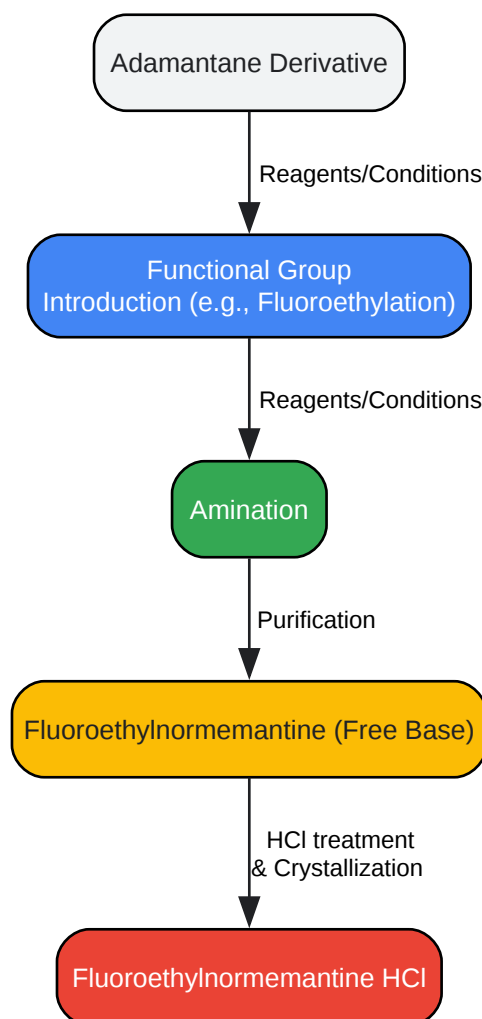 Adamantane Derivative
Reagents/Conditions
Functional Group
Introduction (e.g., Fluoroethylation)
Reagents/Conditions
Amination
Purification
Fluoroethylnormemantine (Free Base)
HCl treatment
& Crystallization
Fluoroethylnormemantine HCl